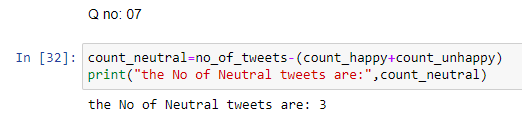 Q no: 07
In [32]: count_neutral=no_of_tweets-(count_happy+count_unhappy)
print("the No of Neutral tweets are:",count_neutral)
the No of Neutral tweets are: 3